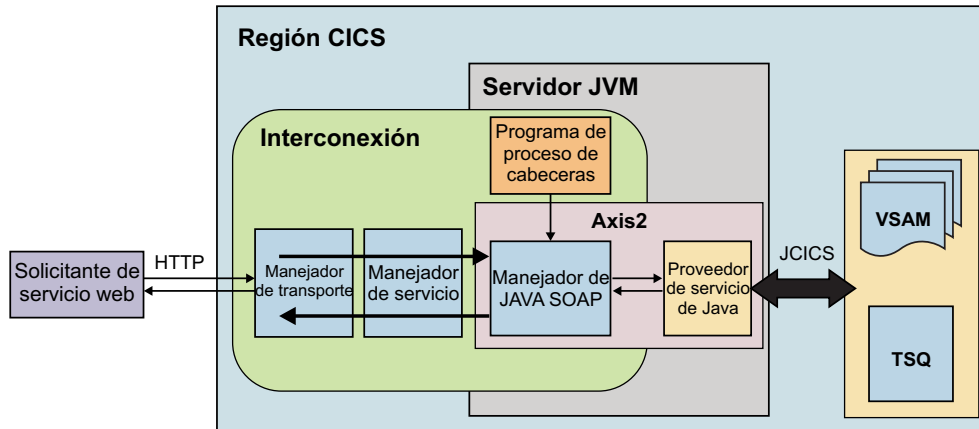 Región CICS
Servidor JVM
Interconexión
Programa de
proceso de
cabeceras
Axis2
VSAM
Solicitante de
servicio web
HTTP
Manejador
de transporte
Manejador
de servicio
Manejador de
JAVA SOAP
Proveedor
de servicio
de Java
JCICS
TSQ